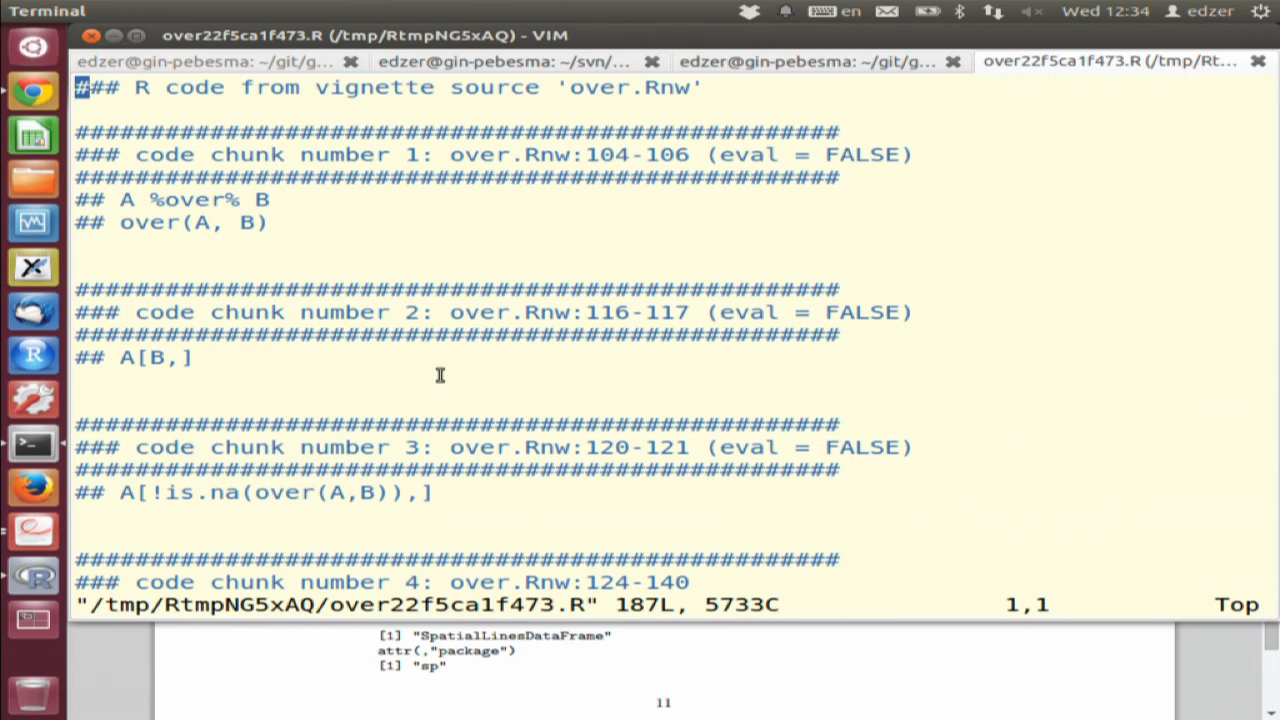 Terminal
en
Wed 12:34
edzer
over22f5ca1f473.R (/tmp/RtmpNG5xAQ) - VIM
edzer@gin-pebesma: ~/git/g...
edzer@gin-pebesma: ~/svn/...
edzer@gin-pebesma: ~/git/g...
over22f5ca1f473.R (/tmp/Rt...
### R code from vignette source 'over.Rnw'
###################################################
### code chunk number 1: over.Rnw:104-106 (eval = FALSE)
###################################################
## A %over% B
## over(A, B)
###################################################
### code chunk number 2: over.Rnw:116-117 (eval = FALSE)
###################################################
## A[B,]
###################################################
### code chunk number 3: over.Rnw:120-121 (eval = FALSE)
###################################################
## A[!is.na(over(A,B)),]
###################################################
### code chunk number 4: over.Rnw:124-140
"/tmp/RtmpNG5xAQ/over22f5ca1f473.R" 187L, 5733C 1,1 Top
[1] "SpatialLinesDataFrame"
attr(,"package")
[1] "sp"
11